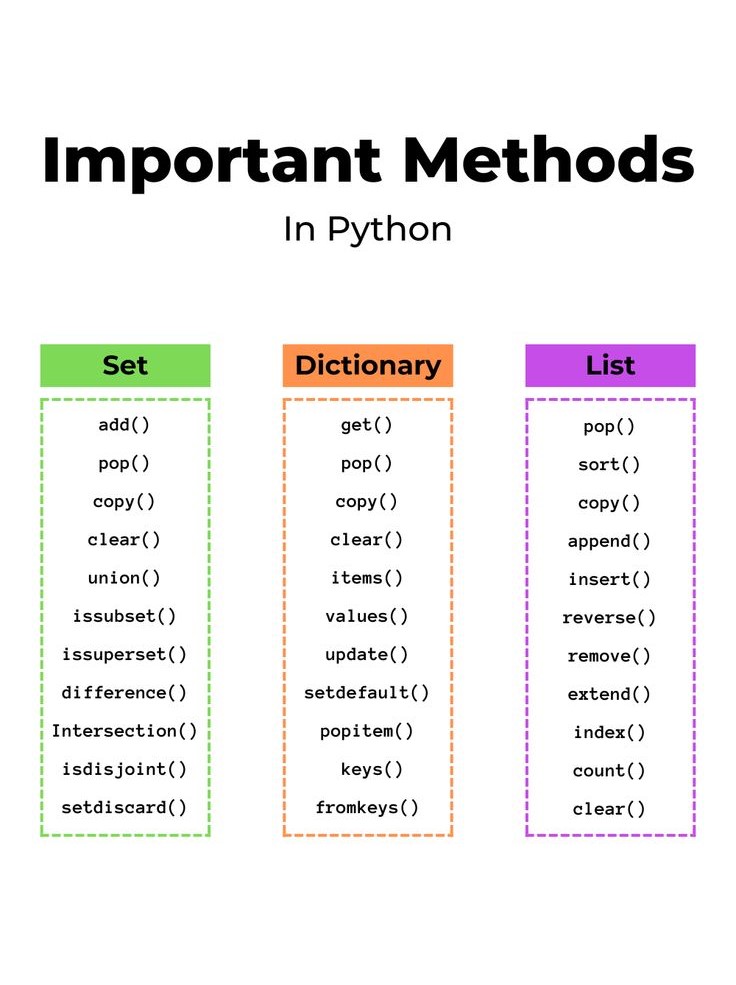 Important Methods
In Python
Set
add()
pop()
copy()
clear()
union()
issubset()
issuperset()
difference()
Intersection()
isdisjoint()
setdiscard()
Dictionary
get()
pop()
copy()
clear()
items()
values()
update()
setdefault()
popitem()
keys()
fromkeys()
List
pop()
sort()
copy()
append()
insert()
reverse()
remove()
extend()
index()
count()
clear()